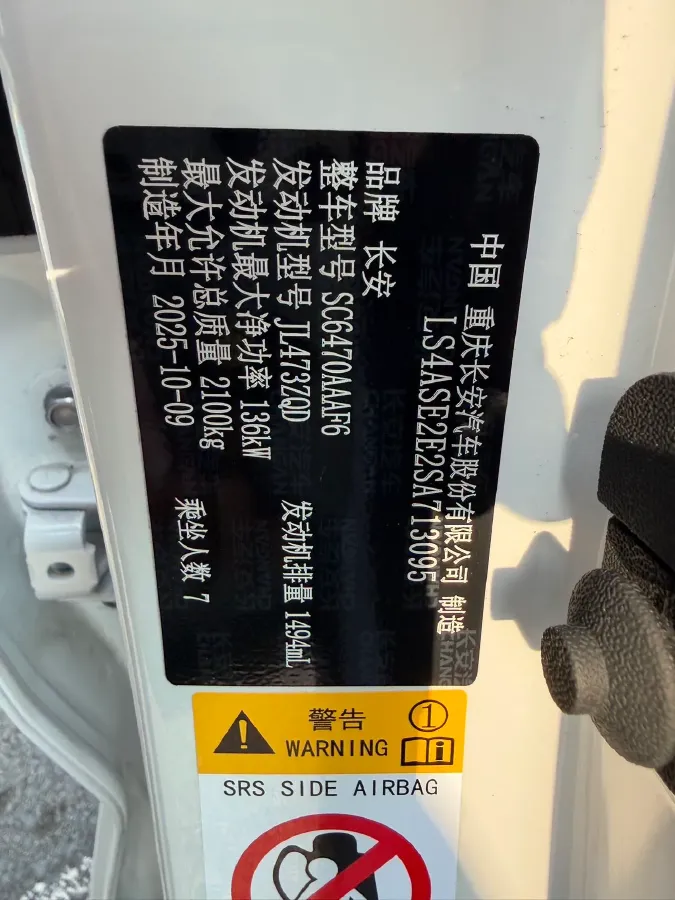 中国 重庆长安汽车股份有限公司 制造
LS4ASE2E2SA713095
品牌 长安
整车型号 SC6470AAAF6
发动机型号 JL473ZQD 发动机排量 1494mL
发动机最大净功率 136kW
最大允许总质量 2100kg
制造年月 2025-10-09 乘坐人数 7
警告 1
WARNING i
SRS SIDE AIRBAG